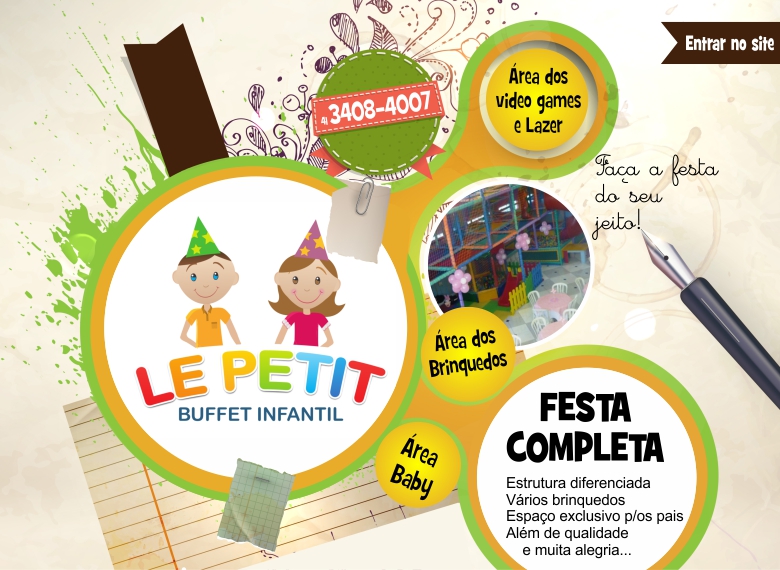 Entrar no site
41 3408-4007
Área dos
video games
e Lazer
Faça a festa
do seu
jeito!
LE PETIT
BUFFET INFANTIL
Área dos
Brinquedos
Área
Baby
FESTA
COMPLETA
Estrutura diferenciada
Vários brinquedos
Espaço exclusivo p/os pais
Além de qualidade
e muita alegria...